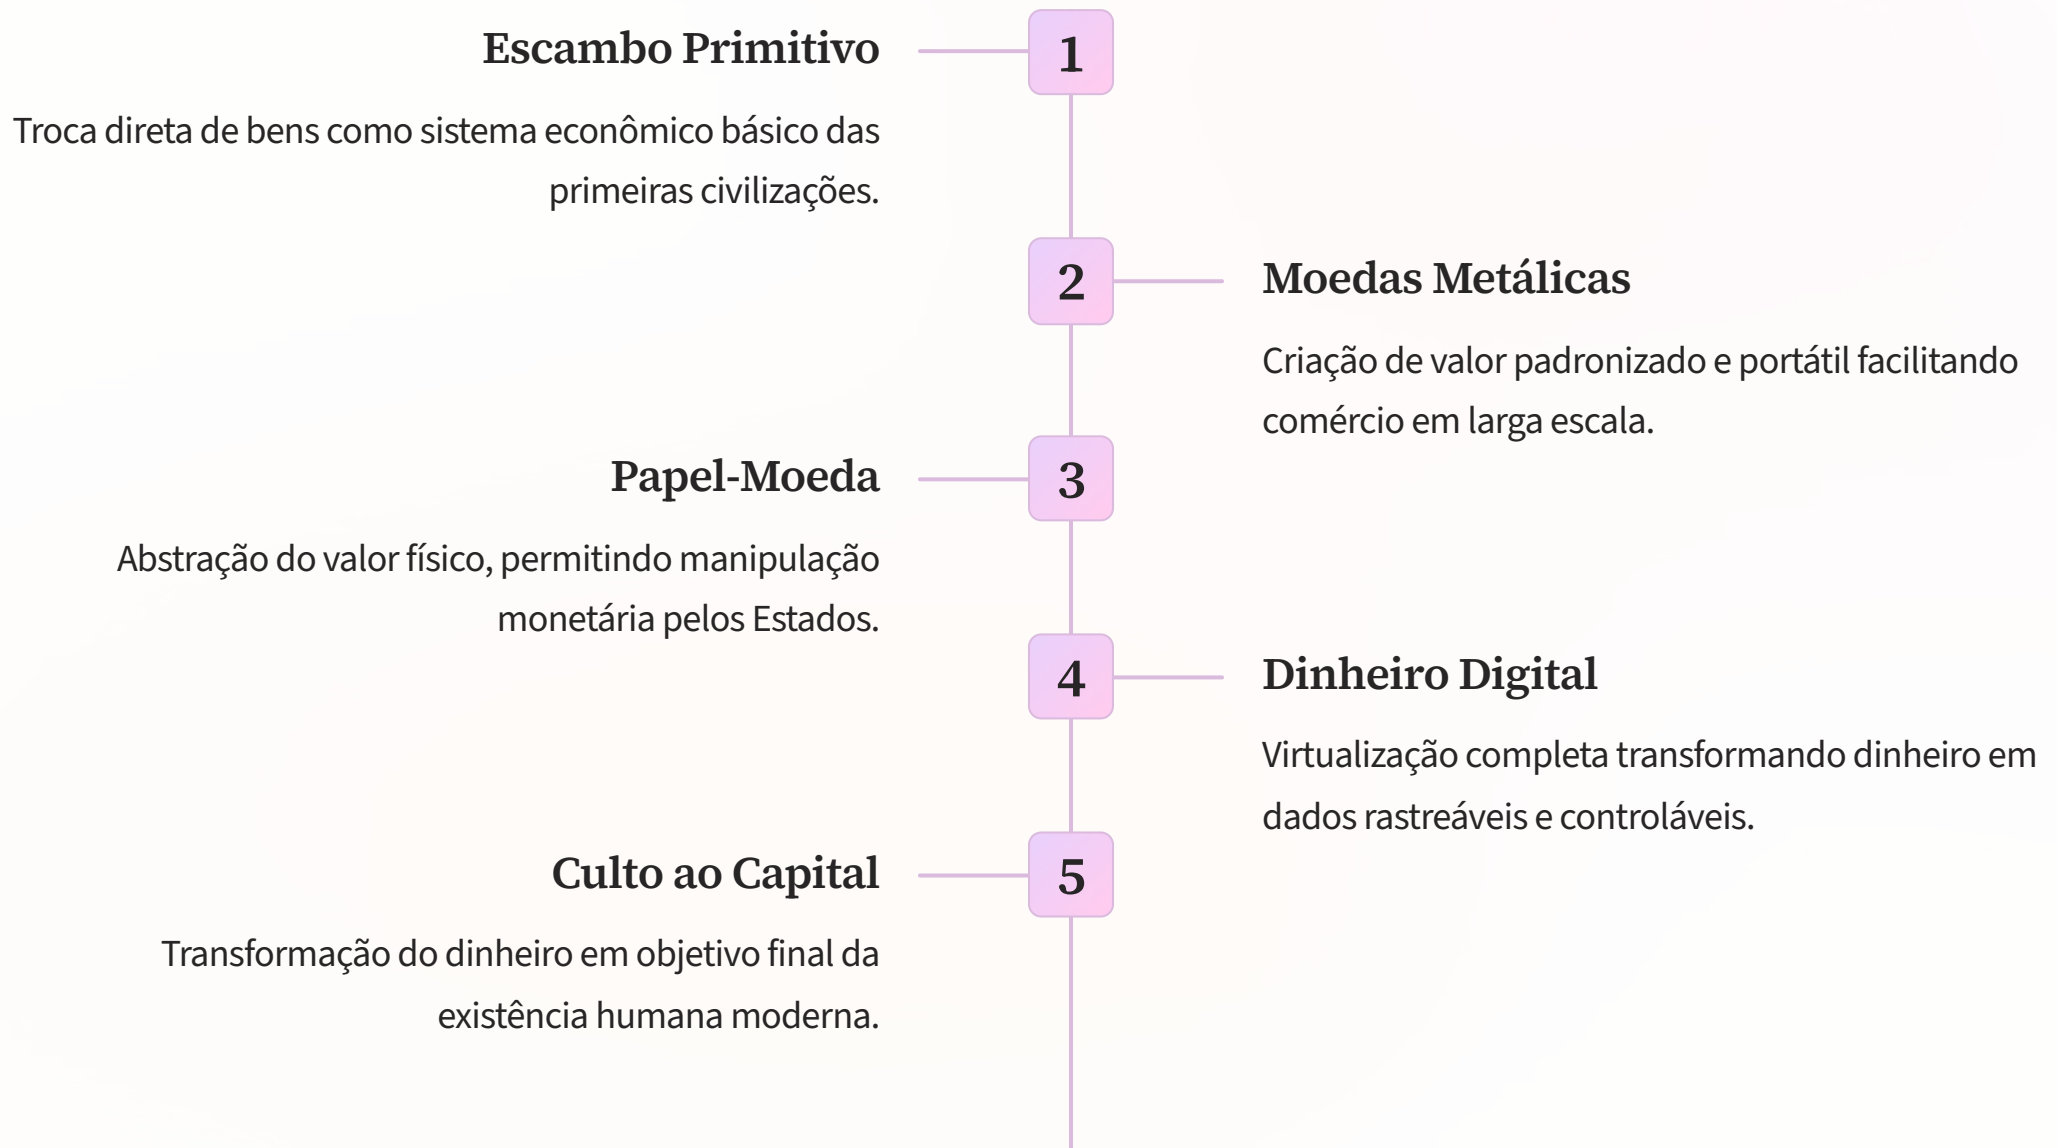 Escambo Primitivo
1
Troca direta de bens como sistema econômico básico das
primeiras civilizações.
2
Moedas Metálicas
Criação de valor padronizado e portátil facilitando
comércio em larga escala.
Papel-Moeda
3
Abstração do valor físico, permitindo manipulação
monetária pelos Estados.
4
Dinheiro Digital
Virtualização completa transformando dinheiro em
dados rastreáveis e controláveis.
Culto ao Capital
5
Transformação do dinheiro em objetivo final da
existência humana moderna.